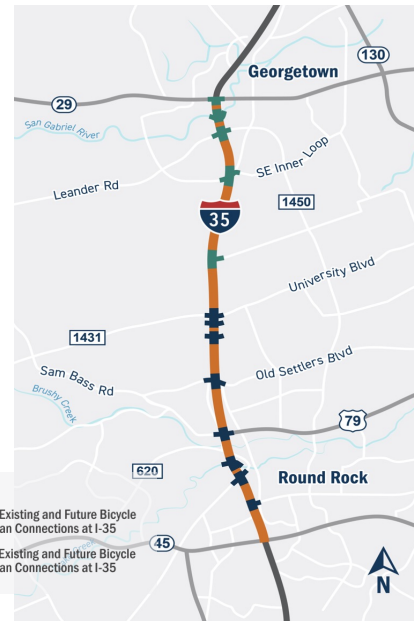 Georgetown
130
29
San Gabriel River
SE Inner Loop
Leander Rd
1450
35
University Blvd
1431
Old Settlers Blvd
Sam Bass Rd
Brushy Creek
79
620
Round Rock
Existing and Future Bicycle
an Connections at I-35
45
Existing and Future Bicycle
an Connections at I-35
N